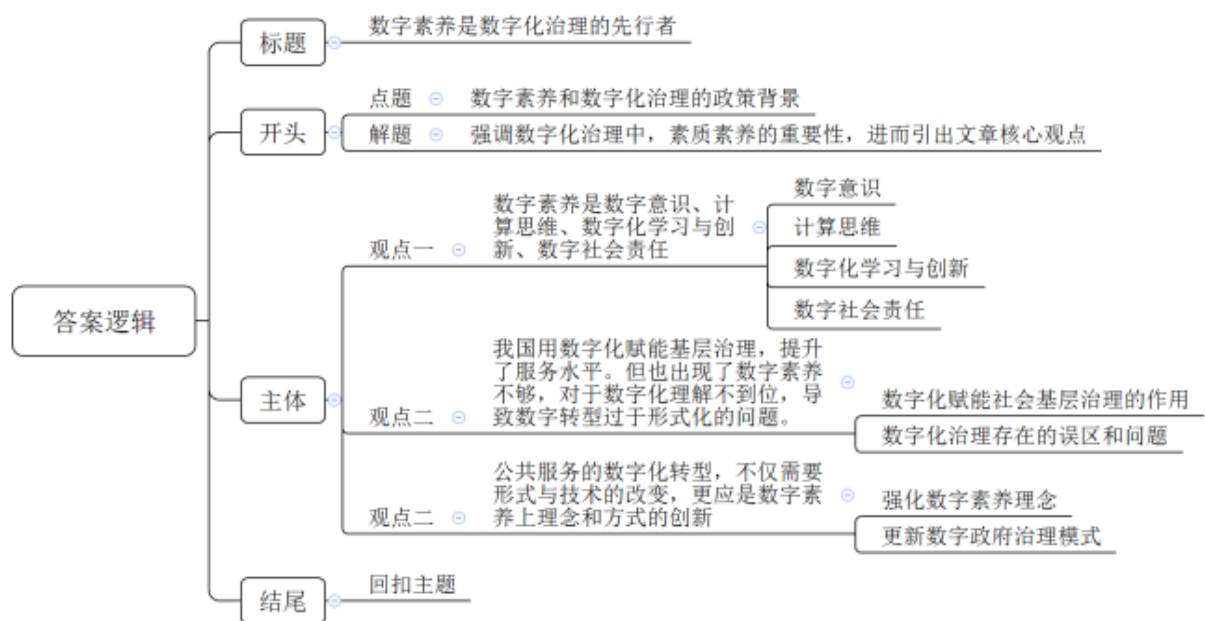 答案逻辑
标题
数字素养是数字化治理的先行者
开头
点题
数字素养和数字化治理的政策背景
解题
强调数字化治理中，素质素养的重要性，进而引出文章核心观点
主体
观点一
数字素养是数字意识、计
算思维、数字化学习与创
新、数字社会责任
数字意识
计算思维
数字化学习与创新
数字社会责任
观点二
我国用数字化赋能基层治理，提升
了服务水平。但也出现了数字素养
不够，对于数字化理解不到位，导
致数字转型过于形式化的问题。
数字化赋能社会基层治理的作用
数字化治理存在的误区和问题
观点二
公共服务的数字化转型，不仅需要
形式与技术的改变，更应是数字素
养上理念和方式的创新
强化数字素养理念
更新数字政府治理模式
结尾
回扣主题